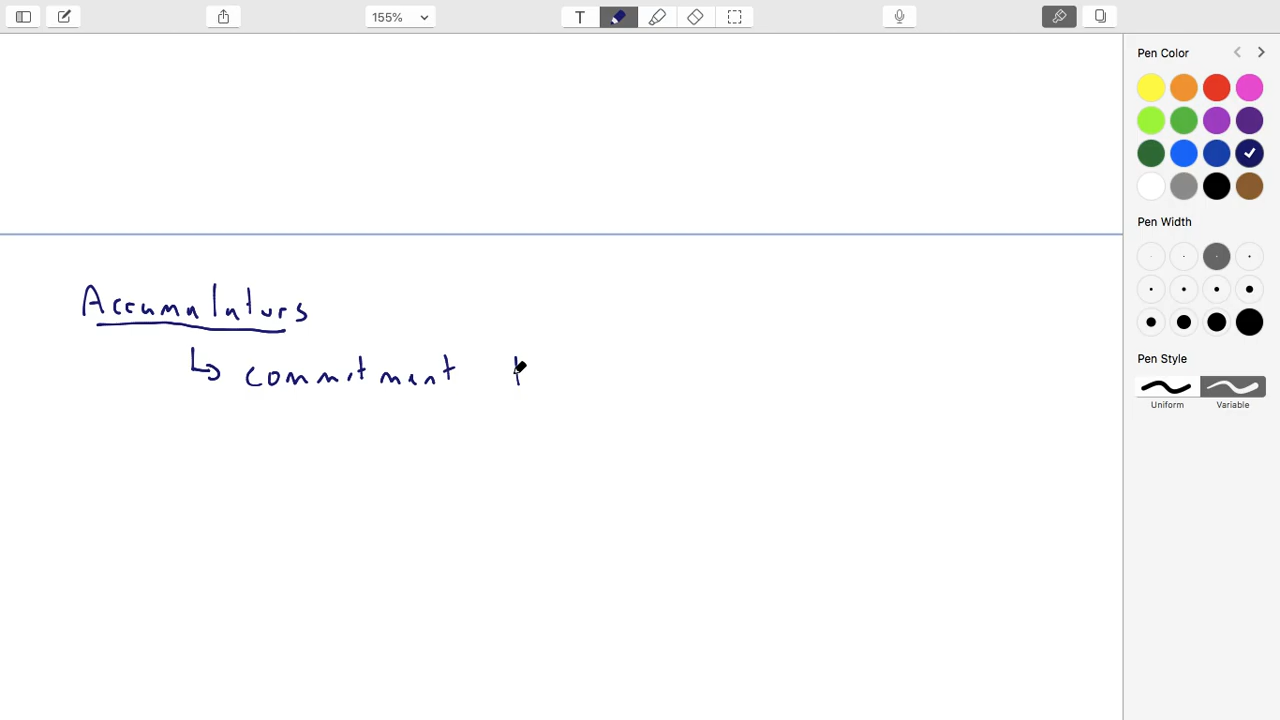 155%
T
Pen Color
Accumulators
↳ commitment t
Pen Width
Pen Style
Uniform
Variable